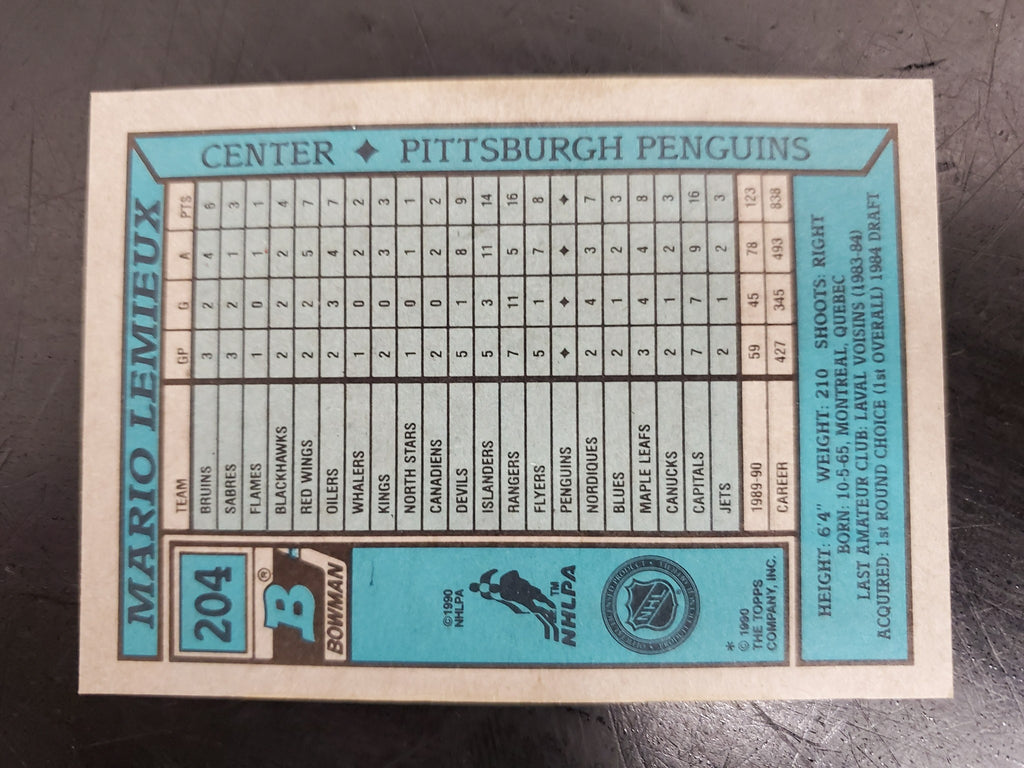 MARIO LEMIEUX
CENTER ✦ PITTSBURGH PENGUINS
204
B®
BOWMAN
©1990
NHLPA
NHLPA™
NHL®
* © 1990
THE TOPPS
COMPANY, INC.
TEAM GP G A PTS
BRUINS 3 2 4 6
SABRES 3 2 1 3
FLAMES 1 0 1 1
BLACKHAWKS 2 2 2 4
RED WINGS 2 2 5 7
OILERS 2 3 4 7
WHALERS 1 0 2 2
KINGS 2 0 3 3
NORTH STARS 1 0 1 1
CANADIENS 2 0 2 2
DEVILS 5 1 8 9
ISLANDERS 5 3 11 14
RANGERS 7 11 5 16
FLYERS 5 1 7 8
PENGUINS ✦ ✦ ✦ ✦
NORDIQUES 2 4 3 7
BLUES 2 1 2 3
MAPLE LEAFS 3 4 4 8
CANUCKS 2 1 2 3
CAPITALS 7 7 9 16
JETS 2 1 2 3
1989-90 59 45 78 123
CAREER 427 345 493 838
HEIGHT: 6'4" WEIGHT: 210 SHOOTS: RIGHT
BORN: 10-5-65, MONTREAL, QUEBEC
LAST AMATEUR CLUB: LAVAL VOISINS (1983-84)
ACQUIRED: 1st ROUND CHOICE (1st OVERALL) 1984 DRAFT